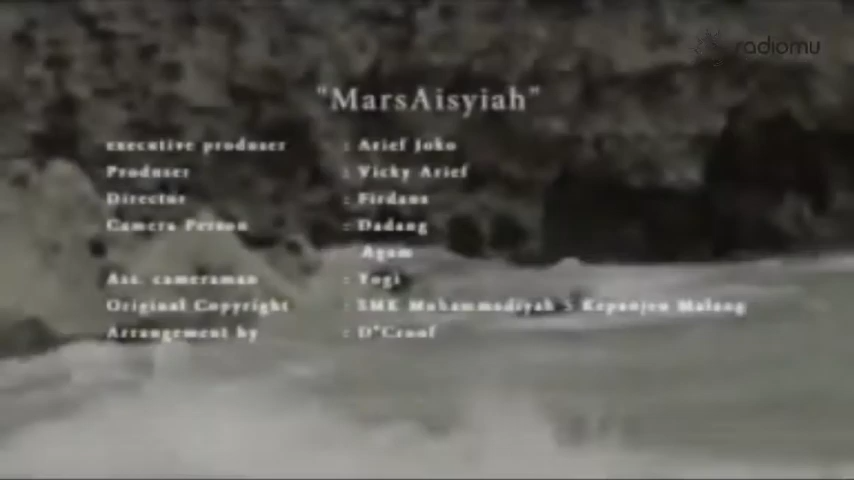 radiomu
"MarsAisyiah"
executive produser : Arief Joko
Produser : Vicky Arief
Director : Firdaus
Camera Person : Dadang
Agam
Ass. cameraman : Yogi
Original Copyright : SMK Muhammadiyah 5 Kepanjen Malang
Arrangement by :